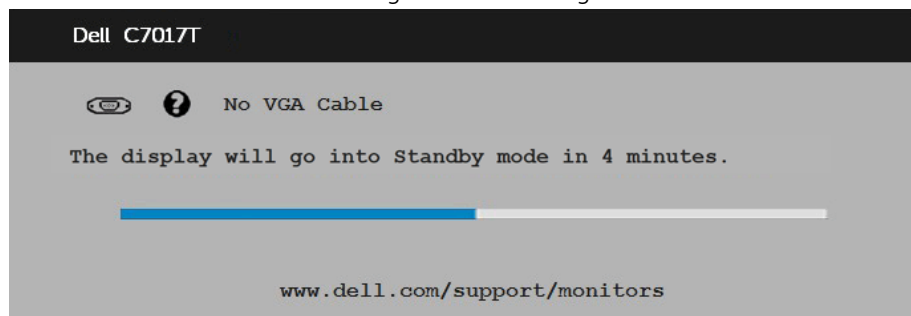 Dell C7017T
No VGA Cable
The display will go into Standby mode in 4 minutes.
www.dell.com/support/monitors